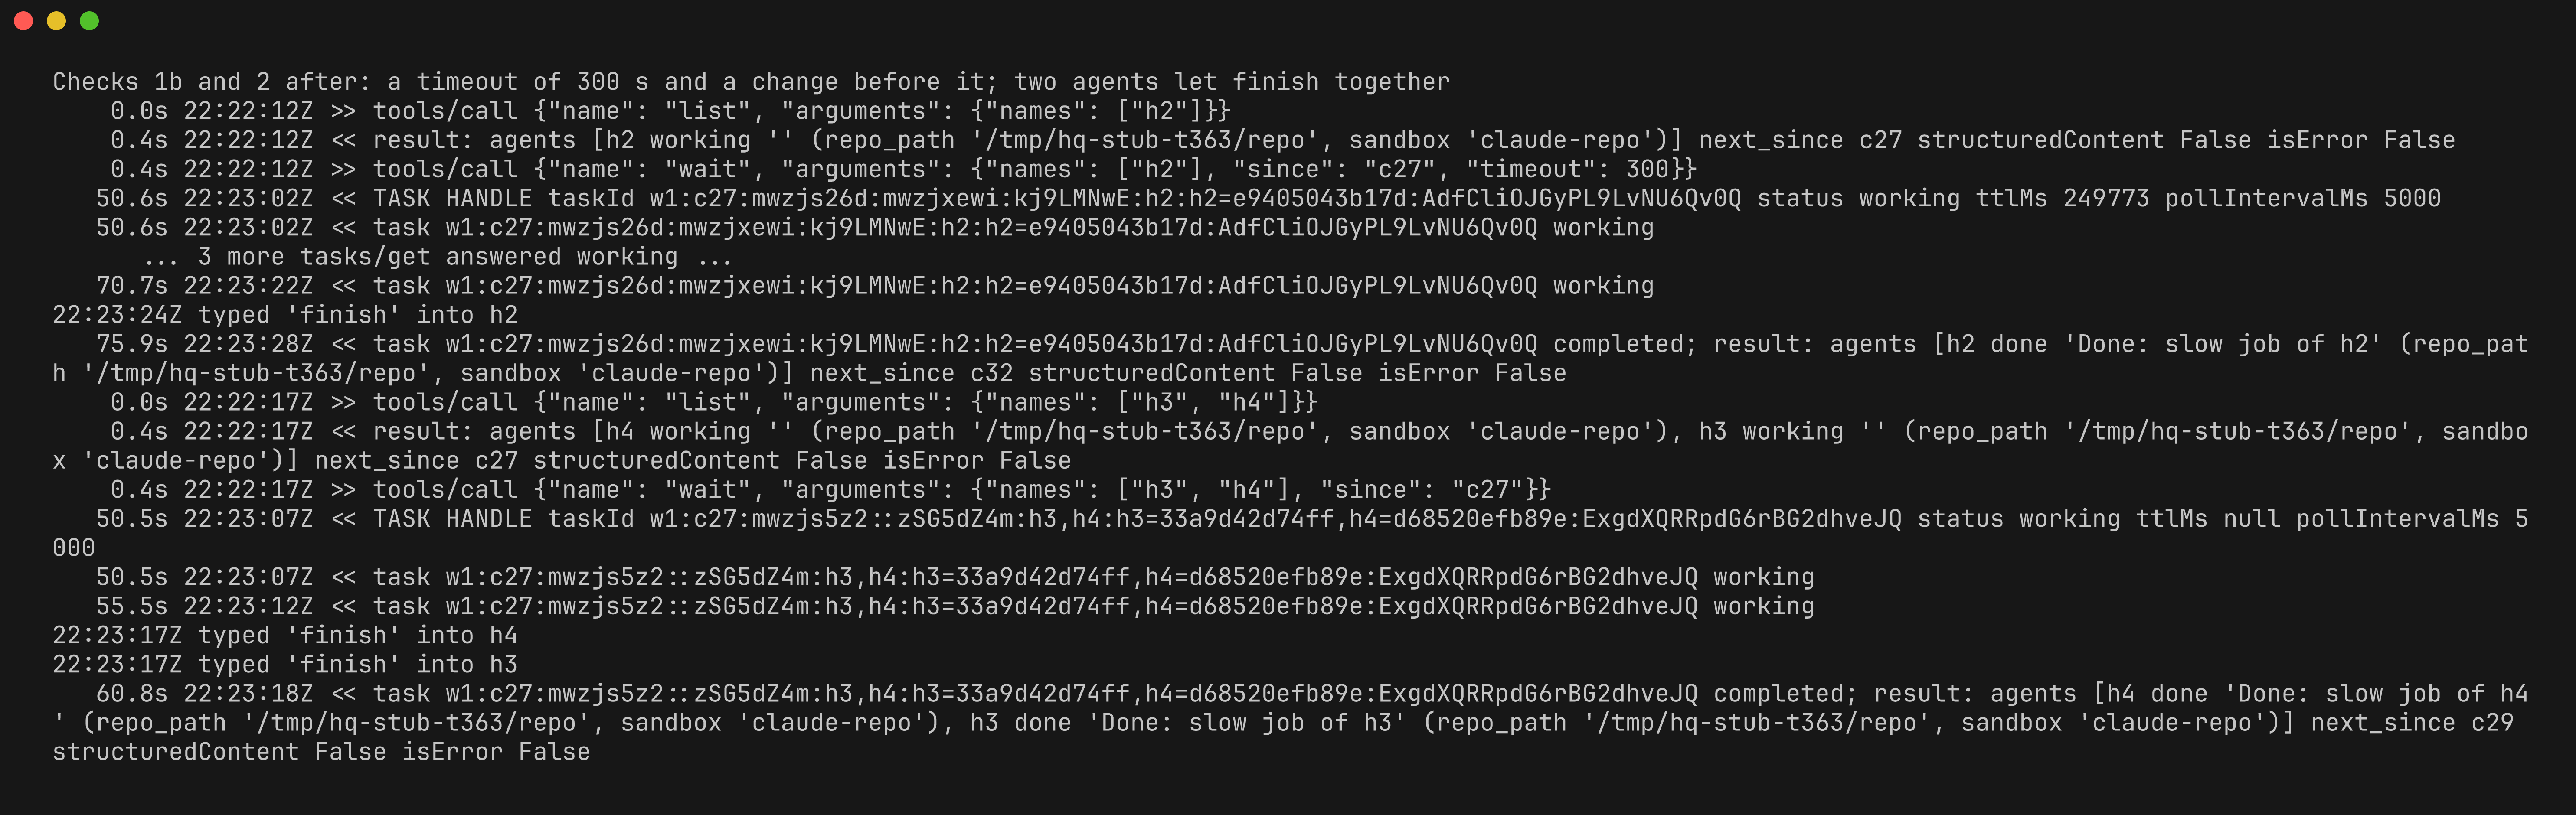 Checks 1b and 2 after: a timeout of 300 s and a change before it; two agents let finish together
    0.0s 22:22:12Z >> tools/call {"name": "list", "arguments": {"names": ["h2"]}}
    0.4s 22:22:12Z << result: agents [h2 working '' (repo_path '/tmp/hq-stub-t363/repo', sandbox 'claude-repo')] next_since c27 structuredContent False isError False
    0.4s 22:22:12Z >> tools/call {"name": "wait", "arguments": {"names": ["h2"], "since": "c27", "timeout": 300}}
   50.6s 22:23:02Z << TASK HANDLE taskId w1:c27:mwzjs26d:mwzjxewi:kj9LMNwE:h2:h2=e9405043b17d:AdfCliOJGyPL9LvNU6Qv0Q status working ttlMs 249773 pollIntervalMs 5000
   50.6s 22:23:02Z << task w1:c27:mwzjs26d:mwzjxewi:kj9LMNwE:h2:h2=e9405043b17d:AdfCliOJGyPL9LvNU6Qv0Q working
      ... 3 more tasks/get answered working ...
   70.7s 22:23:22Z << task w1:c27:mwzjs26d:mwzjxewi:kj9LMNwE:h2:h2=e9405043b17d:AdfCliOJGyPL9LvNU6Qv0Q working
22:23:24Z typed 'finish' into h2
   75.9s 22:23:28Z << task w1:c27:mwzjs26d:mwzjxewi:kj9LMNwE:h2:h2=e9405043b17d:AdfCliOJGyPL9LvNU6Qv0Q completed; result: agents [h2 done 'Done: slow job of h2' (repo_pat
h '/tmp/hq-stub-t363/repo', sandbox 'claude-repo')] next_since c32 structuredContent False isError False
    0.0s 22:22:17Z >> tools/call {"name": "list", "arguments": {"names": ["h3", "h4"]}}
    0.4s 22:22:17Z << result: agents [h4 working '' (repo_path '/tmp/hq-stub-t363/repo', sandbox 'claude-repo'), h3 working '' (repo_path '/tmp/hq-stub-t363/repo', sandbo
x 'claude-repo')] next_since c27 structuredContent False isError False
    0.4s 22:22:17Z >> tools/call {"name": "wait", "arguments": {"names": ["h3", "h4"], "since": "c27"}}
   50.5s 22:23:07Z << TASK HANDLE taskId w1:c27:mwzjs5z2::zSG5dZ4m:h3,h4:h3=33a9d42d74ff,h4=d68520efb89e:ExgdXQRRpdG6rBG2dhveJQ status working ttlMs null pollIntervalMs 5
000
   50.5s 22:23:07Z << task w1:c27:mwzjs5z2::zSG5dZ4m:h3,h4:h3=33a9d42d74ff,h4=d68520efb89e:ExgdXQRRpdG6rBG2dhveJQ working
   55.5s 22:23:12Z << task w1:c27:mwzjs5z2::zSG5dZ4m:h3,h4:h3=33a9d42d74ff,h4=d68520efb89e:ExgdXQRRpdG6rBG2dhveJQ working
22:23:17Z typed 'finish' into h4
22:23:17Z typed 'finish' into h3
   60.8s 22:23:18Z << task w1:c27:mwzjs5z2::zSG5dZ4m:h3,h4:h3=33a9d42d74ff,h4=d68520efb89e:ExgdXQRRpdG6rBG2dhveJQ completed; result: agents [h4 done 'Done: slow job of h4
' (repo_path '/tmp/hq-stub-t363/repo', sandbox 'claude-repo'), h3 done 'Done: slow job of h3' (repo_path '/tmp/hq-stub-t363/repo', sandbox 'claude-repo')] next_since c29
structuredContent False isError False